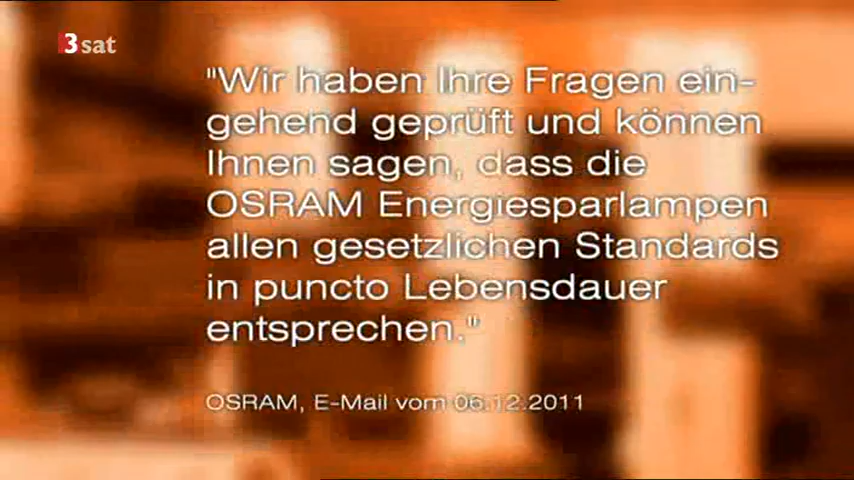 3sat
"Wir haben Ihre Fragen ein-
gehend geprüft und können
Ihnen sagen, dass die
OSRAM Energiesparlampen
allen gesetzlichen Standards
in puncto Lebensdauer
entsprechen."
OSRAM, E-Mail vom 06.12.2011